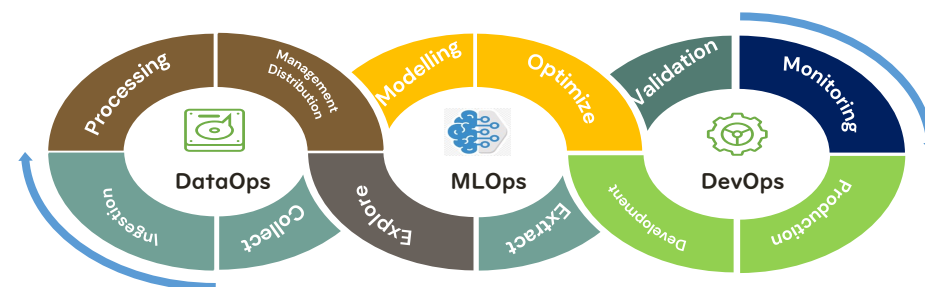 Processing
Management
Distribution
Modelling
Optimize
Validation
Monitoring
DataOps
MLOps
DevOps
Ingestion
Collect
Explore
Extract
Development
Production